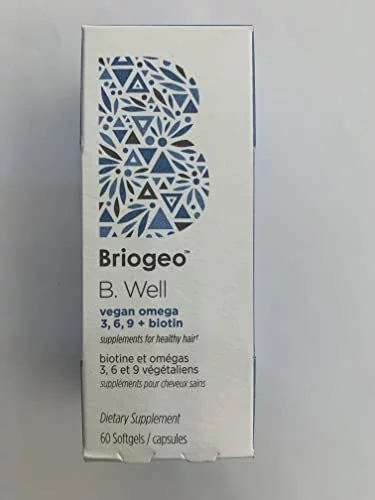 Briogeo™
B. Well
vegan omega
3, 6, 9 + biotin
supplements for healthy hair†
biotine et omégas
3, 6 et 9 végétaliens
suppléments pour cheveux sains
Dietary Supplement
60 Softgels / capsules